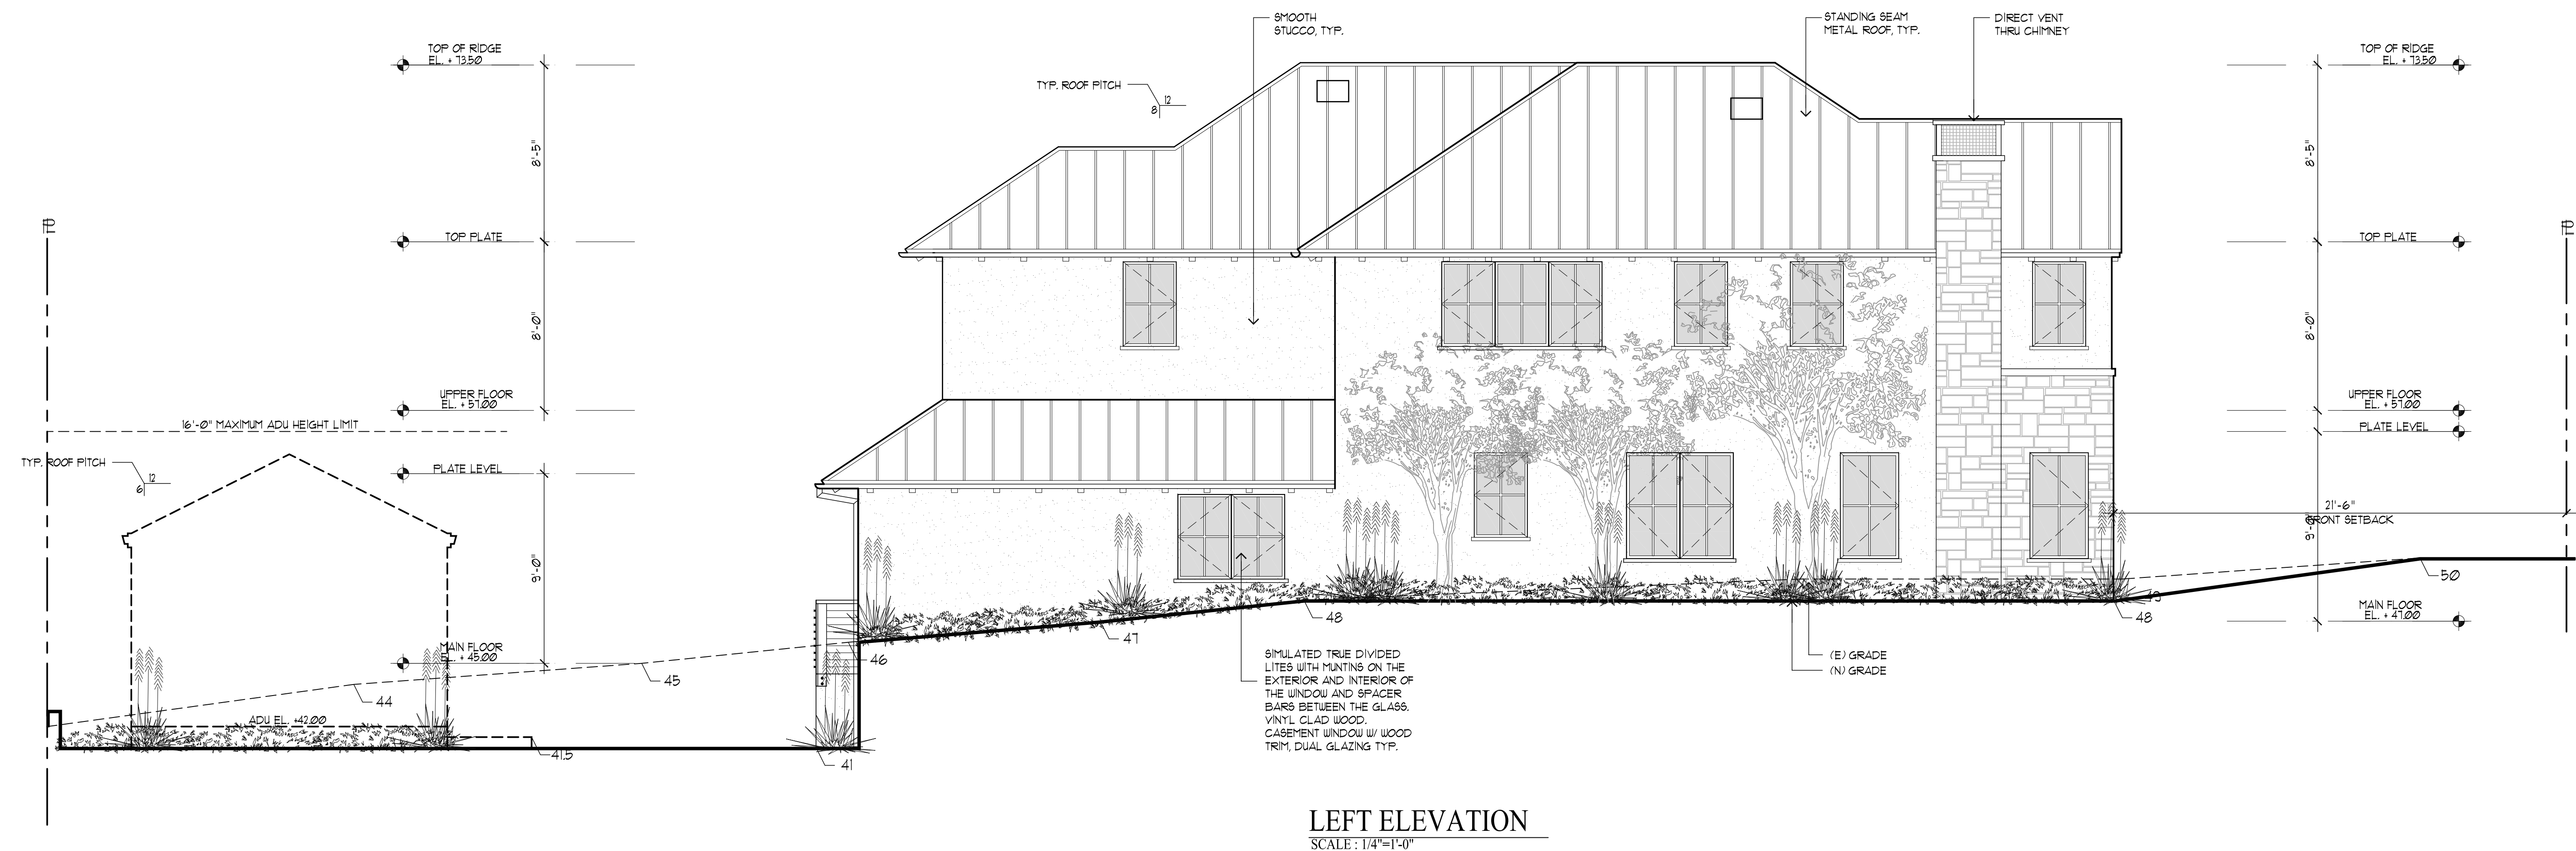 SMOOTH
STUCCO, TYP.
STANDING SEAM
METAL ROOF, TYP.
DIRECT VENT
THRU CHIMNEY
TOP OF RIDGE
EL. + 73.50
TOP OF RIDGE
EL. + 73.50
TYP. ROOF PITCH
12
8
8'-5"
8'-5"
PL
PL
TOP PLATE
TOP PLATE
8'-0"
8'-0"
UPPER FLOOR
EL. + 57.00
UPPER FLOOR
EL. + 57.00
16'-0" MAXIMUM ADU HEIGHT LIMIT
PLATE LEVEL
TYP. ROOF PITCH
12
6
PLATE LEVEL
21'-6"
FRONT SETBACK
9'-0"
9'-0"
50
MAIN FLOOR
EL. + 47.00
48
48
47
46
MAIN FLOOR
EL. + 45.00
45
44
(E) GRADE
(N) GRADE
SIMULATED TRUE DIVIDED
LITES WITH MUNTINS ON THE
EXTERIOR AND INTERIOR OF
THE WINDOW AND SPACER
BARS BETWEEN THE GLASS.
VINYL CLAD WOOD.
CASEMENT WINDOW W/ WOOD
TRIM, DUAL GLAZING TYP.
ADU EL. +42.00
41.5
41
LEFT ELEVATION
SCALE : 1/4"=1'-0"